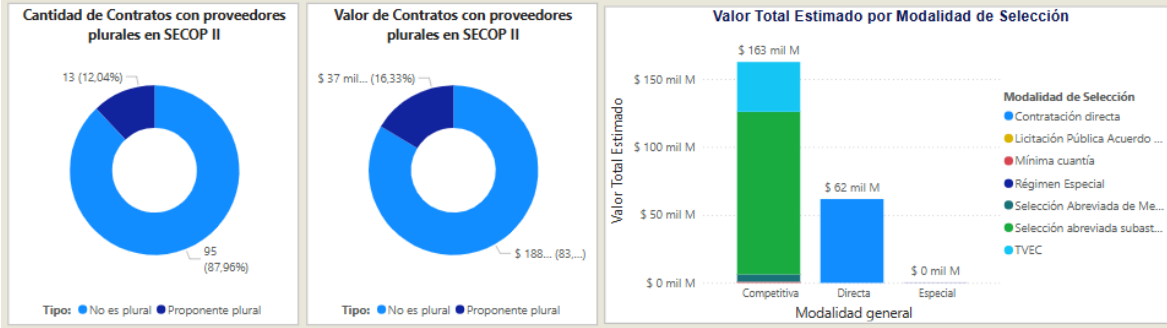 Cantidad de Contratos con proveedores
plurales en SECOP II
13 (12,04%)
95
(87,96%)
Tipo: No es plural Proponente plural
Valor de Contratos con proveedores
plurales en SECOP II
$ 37 mil... (16,33%)
$ 188... (83,...)
Tipo: No es plural Proponente plural
Valor Total Estimado por Modalidad de Selección
Valor Total Estimado
$ 150 mil M
$ 100 mil M
$ 50 mil M
$ 0 mil M
$ 163 mil M
$ 62 mil M
$ 0 mil M
Competitiva
Directa
Especial
Modalidad general
Modalidad de Selección
Contratación directa
Licitación Pública Acuerdo ...
Mínima cuantía
Régimen Especial
Selección Abreviada de Me...
Selección abreviada subast...
TVEC